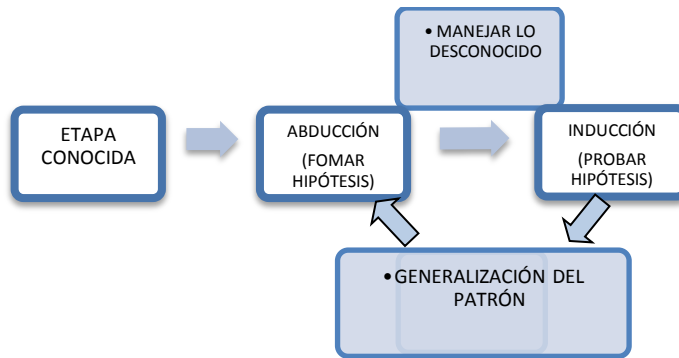 • MANEJAR LO
DESCONOCIDO
ETAPA
CONOCIDA
ABDUCCIÓN
(FOMAR
HIPÓTESIS)
INDUCCIÓN
(PROBAR
HIPÓTESIS)
•GENERALIZACIÓN DEL
PATRÓN